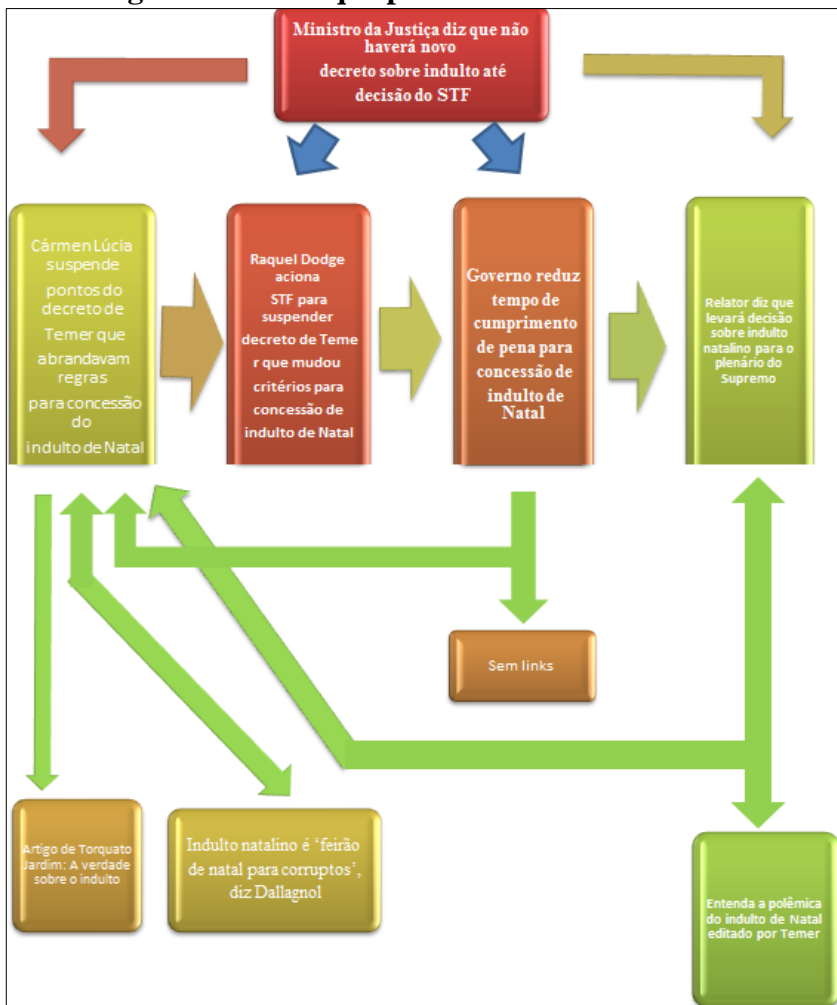 Ministro da Justiça diz que não
haverá novo
decreto sobre indulto até
decisão do STF
Cármen Lúcia
suspende
pontos do
decreto de
Temer que
abrandavam
regras
para concessão
do
indulto de Natal
Raquel Dodge
aciona
STF para
suspender
decreto de Teme
r que mudou
critérios para
concessão de
indulto de Natal
Governo reduz
tempo de
cumprimento
de pena para
concessão de
indulto de
Natal
Relator diz que
levará decisão
sobre indulto
natalino para o
plenário do
Supremo
Sem links
Artigo de Torquato
Jardim: A verdade
sobre o indulto
Indulto natalino é ‘feirão
de natal para corruptos’,
diz Dallagnol
Entenda a polêmica
do indulto de Natal
editado por Temer